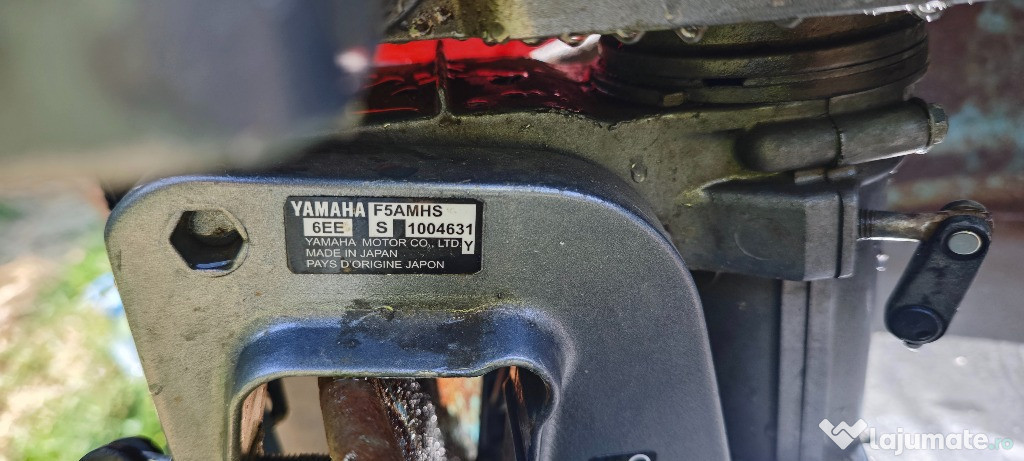 YAMAHA F5AMHS
6EE S 1004631
YAMAHA MOTOR CO., LTD. Y
MADE IN JAPAN
PAYS D'ORIGINE JAPON
lajumate.ro